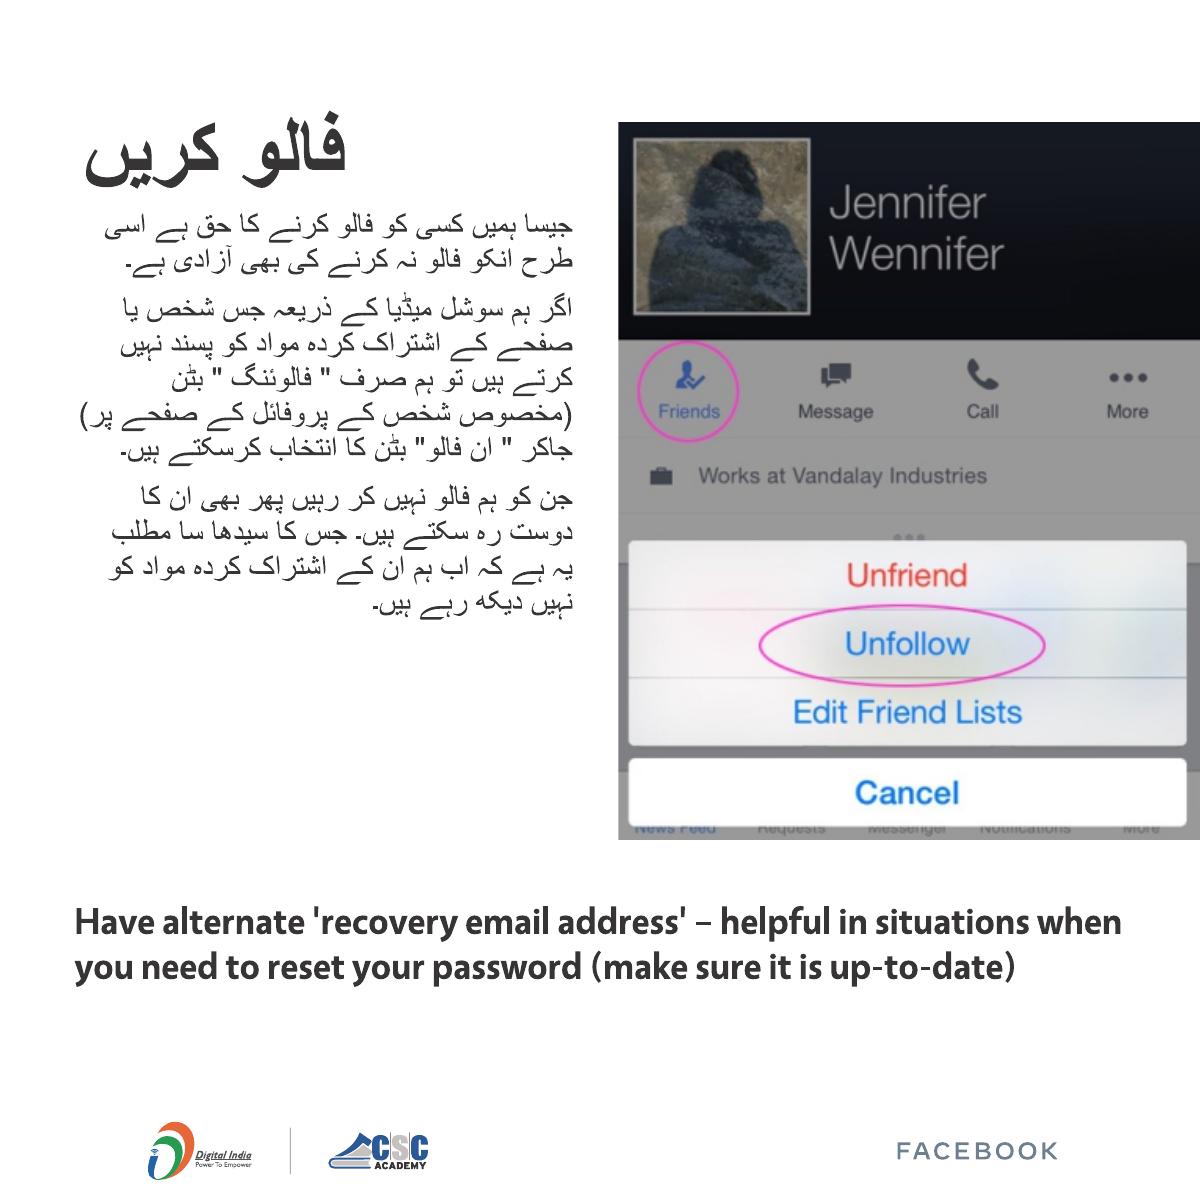 فالو کریں
جیسا ہمیں کسی کو فالو کرنے کا حق ہے اسی
طرح انکو فالو نہ کرنے کی بھی آزادی ہے۔
اگر ہم سوشل میڈیا کے ذریعہ جس شخص یا
صفحے کے اشتراک کردہ مواد کو پسند نہیں
کرتے ہیں تو ہم صرف " فالوئنگ " بٹن
(مخصوص شخص کے پروفائل کے صفحے پر)
جاکر " ان فالو" بٹن کا انتخاب کرسکتے ہیں۔
جن کو ہم فالو نہیں کر رہیں پھر بھی ان کا
دوست رہ سکتے ہیں۔ جس کا سیدھا سا مطلب
یہ ہے کہ اب ہم ان کے اشتراک کردہ مواد کو
نہیں دیکھ رہے ہیں۔
Jennifer
Wennifer
Friends Message Call More
Works at Vandalay Industries
Unfriend
Unfollow
Edit Friend Lists
Cancel
News Feed Requests Messenger Notifications More
Have alternate 'recovery email address' – helpful in situations when
you need to reset your password (make sure it is up-to-date)
Digital India
Power To Empower
CSC
ACADEMY
FACEBOOK